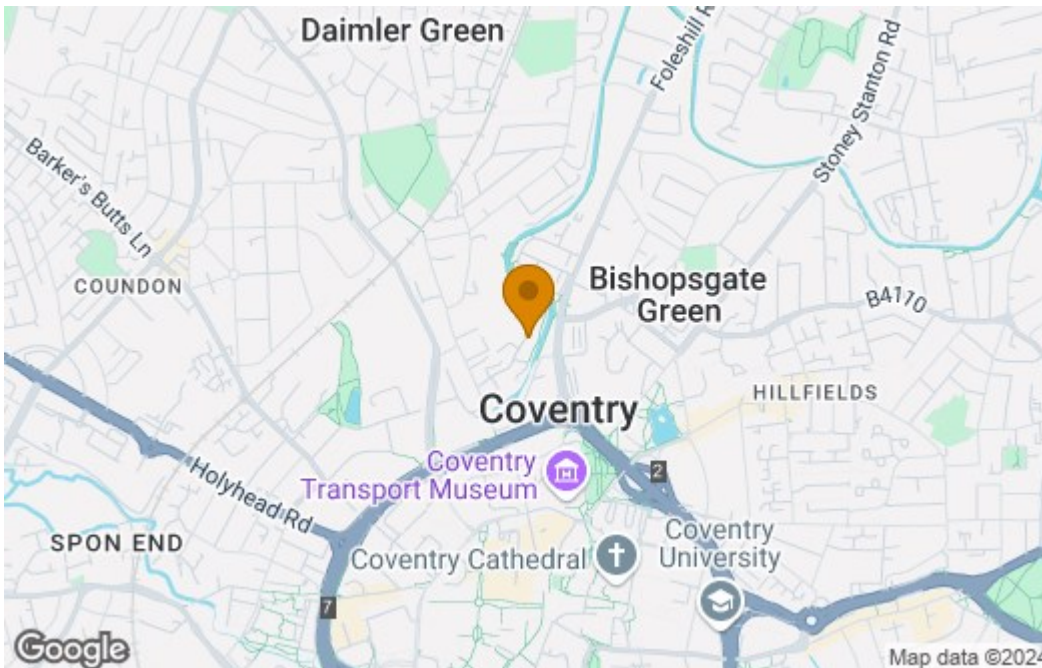 Daimler Green
Foleshill R
Stoney Stanton Rd
Barker's Butts Ln
COUNDON
Bishopsgate
Green
B4110
HILLFIELDS
Coventry
Coventry
Transport Museum
2
Holyhead Rd
SPON END
Coventry Cathedral
Coventry
University
7
Google
Map data ©2024